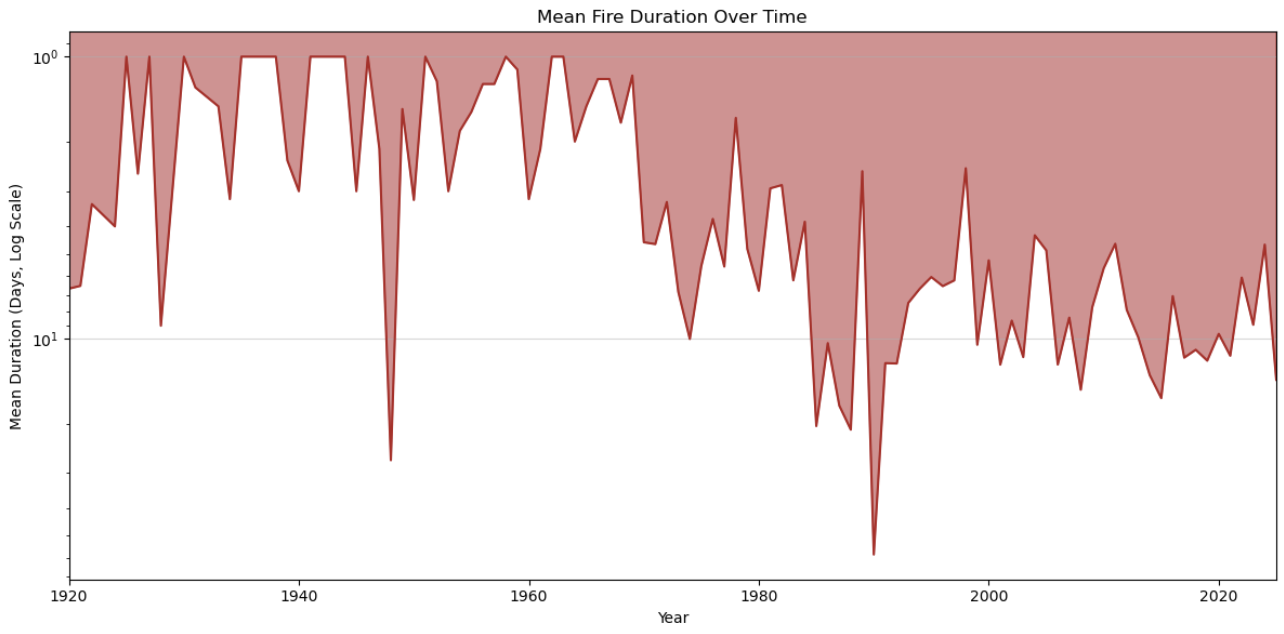 Mean Fire Duration Over Time
Mean Duration (Days, Log Scale)
10⁰
10¹
1920
1940
1960
1980
2000
2020
Year